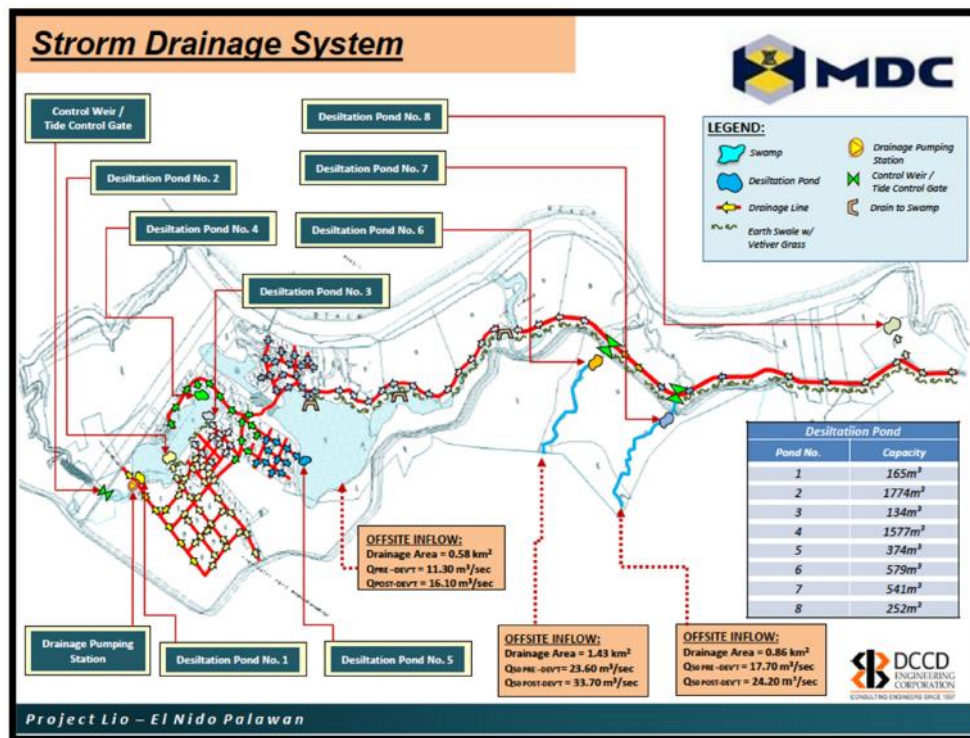 Strorm Drainage System
MDC
Control Weir /
Tide Control Gate
Desiltation Pond No. 2
Desiltation Pond No. 4
Desiltation Pond No. 3
Desiltation Pond No. 8
Desiltation Pond No. 7
Desiltation Pond No. 6
LEGEND:
Swamp
Desiltation Pond
Drainage Line
Earth Swale w/
Vetiver Grass
Drainage Pumping
Station
Control Weir /
Tide Control Gate
Drain to Swamp
BEACH
BEACH
Desiltatiion Pond
Pond No. Capacity
1 165m³
2 1774m³
3 134m³
4 1577m³
5 374m³
6 579m³
7 541m³
8 252m³
OFFSITE INFLOW:
Drainage Area = 0.58 km²
QPRE -DEV'T = 11.30 m³/sec
QPOST-DEV'T = 16.10 m³/sec
OFFSITE INFLOW:
Drainage Area = 1.43 km²
Q50 PRE -DEV'T = 23.60 m³/sec
Q50 POST-DEV'T = 33.70 m³/sec
OFFSITE INFLOW:
Drainage Area = 0.86 km²
Q50 PRE -DEV'T = 17.70 m³/sec
Q50 POST-DEV'T = 24.20 m³/sec
Drainage Pumping
Station
Desiltation Pond No. 1
Desiltation Pond No. 5
DCCD
ENGINEERING
CORPORATION
CONSULTING ENGINEERS SINCE 1957
Project Lio – El Nido Palawan